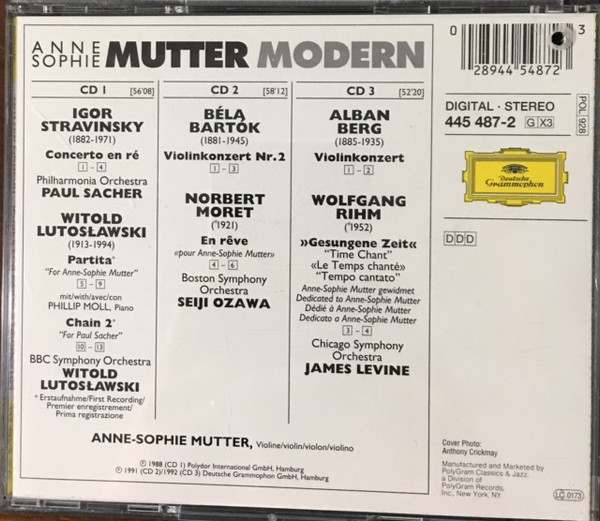 ANNE
SOPHIE MUTTER MODERN
CD 1 [56'08]
IGOR
STRAVINSKY
(1882-1971)
Concerto en ré
1 - 4
Philharmonia Orchestra
PAUL SACHER
WITOLD
LUTOSŁAWSKI
(1913-1994)
Partita*
"For Anne-Sophie Mutter"
5 - 9
mit/with/avec/con
PHILLIP MOLL, Piano
Chain 2*
"For Paul Sacher"
10 - 13
BBC Symphony Orchestra
WITOLD
LUTOSŁAWSKI
* Erstaufnahme/First Recording/
Premier enregistrement/
Prima registrazione
CD 2 [58'12]
BÉLA
BARTÓK
(1881-1945)
Violinkonzert Nr.2
1 - 3
NORBERT
MORET
(*1921)
En rêve
«pour Anne-Sophie Mutter»
4 - 6
Boston Symphony
Orchestra
SEIJI OZAWA
CD 3 [52'20]
ALBAN
BERG
(1885-1935)
Violinkonzert
1 - 2
WOLFGANG
RIHM
(*1952)
»Gesungene Zeit«
"Time Chant"
«Le Temps chanté»
"Tempo cantato"
Anne-Sophie Mutter gewidmet
Dedicated to Anne-Sophie Mutter
Dédié à Anne-Sophie Mutter
Dedicato a Anne-Sophie Mutter
3 - 4
Chicago Symphony
Orchestra
JAMES LEVINE
ANNE-SOPHIE MUTTER, Violine/violin/violon/violino
℗ 1988 (CD 1) Polydor International GmbH, Hamburg
℗ 1991 (CD 2)/1992 (CD 3) Deutsche Grammophon GmbH, Hamburg
0 28944 54872 3
DIGITAL · STEREO
445 487-2 G X3
POL 928
Deutsche
Grammophon
DDD
Cover Photo:
Anthony Crickmay
Manufactured and Marketed by
PolyGram Classics & Jazz,
a Division of
PolyGram Records,
Inc., New York, NY
LC 0173